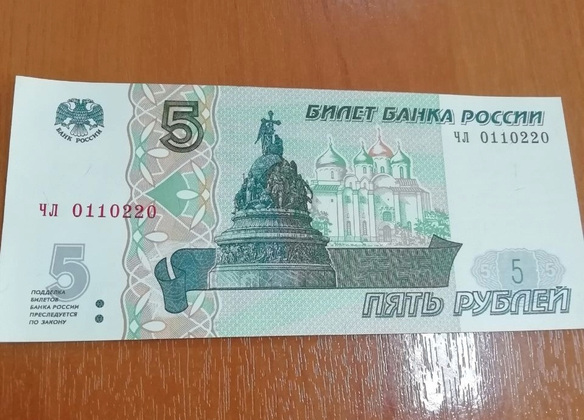 БАНК РОССИИ
5
БИЛЕТ БАНКА РОССИИ
чл 0110220
чл 0110220
5
ПОДДЕЛКА
БИЛЕТОВ
БАНКА РОССИИ
ПРЕСЛЕДУЕТСЯ
ПО ЗАКОНУ
5 5 5
ПЯТЬ РУБЛЕЙ